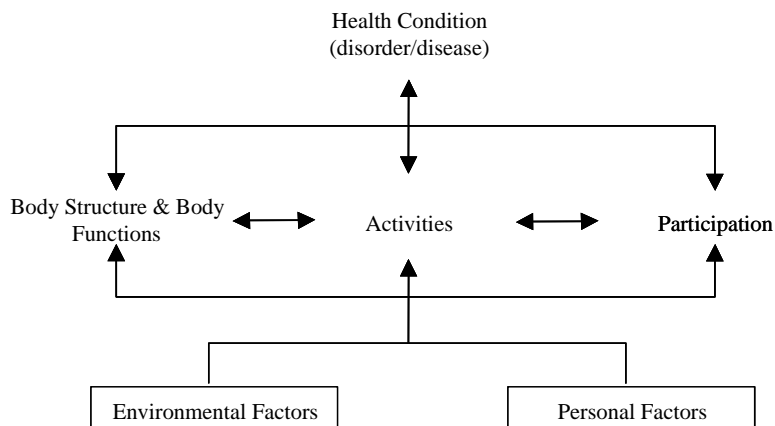 Health Condition
(disorder/disease)
Body Structure & Body
Functions
Activities
Participation
Environmental Factors
Personal Factors